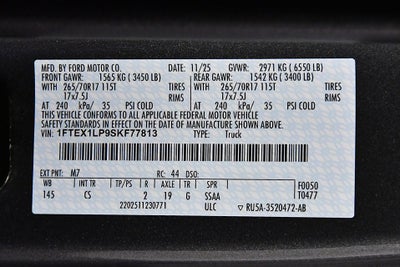 MFD. BY FORD MOTOR CO. 11/25 GVWR: 2971 KG (6550 LB)
FRONT GAWR: 1565 KG (3450 LB) REAR GAWR: 1542 KG (3400 LB)
WITH 265/70R17 115T TIRES WITH 265/70R17 115T TIRES
17x7.5J RIMS 17x7.5J RIMS
AT 240 kPa/ 35 PSI COLD AT 240 kPa/ 35 PSI COLD
THIS VEHICLE CONFORMS TO ALL APPLICABLE FEDERAL MOTOR VEHICLE
SAFETY STANDARDS IN EFFECT ON THE DATE OF MANUFACTURE SHOWN ABOVE.
VIN: 1FTEX1LP9SKF77813 TYPE: Truck
EXT PNT: M7 RC: 44 DSO: F0050
WB INT TR R AXLE TR SPR T0477
145 CS 2 19 G SSAA
2202511230771 ULC RU5A-3520472-AB